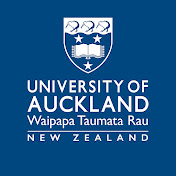 UNIVERSITY OF
AUCKLAND
Waipapa Taumata Rau
NEW ZEALAND